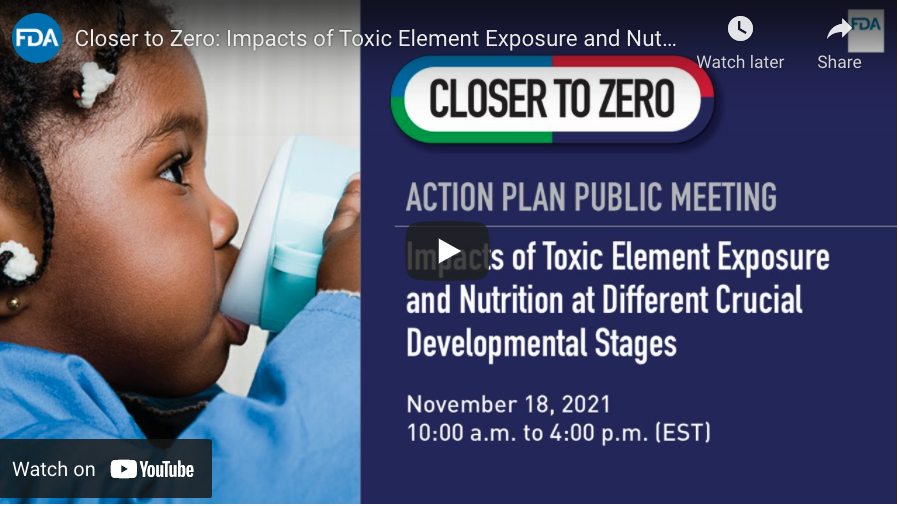 FDA
Closer to Zero: Impacts of Toxic Element Exposure and Nut...
Watch later
Share
FDA
CLOSER TO ZERO
ACTION PLAN PUBLIC MEETING
Impacts of Toxic Element Exposure
and Nutrition at Different Crucial
Developmental Stages
November 18, 2021
10:00 a.m. to 4:00 p.m. (EST)
Watch on YouTube